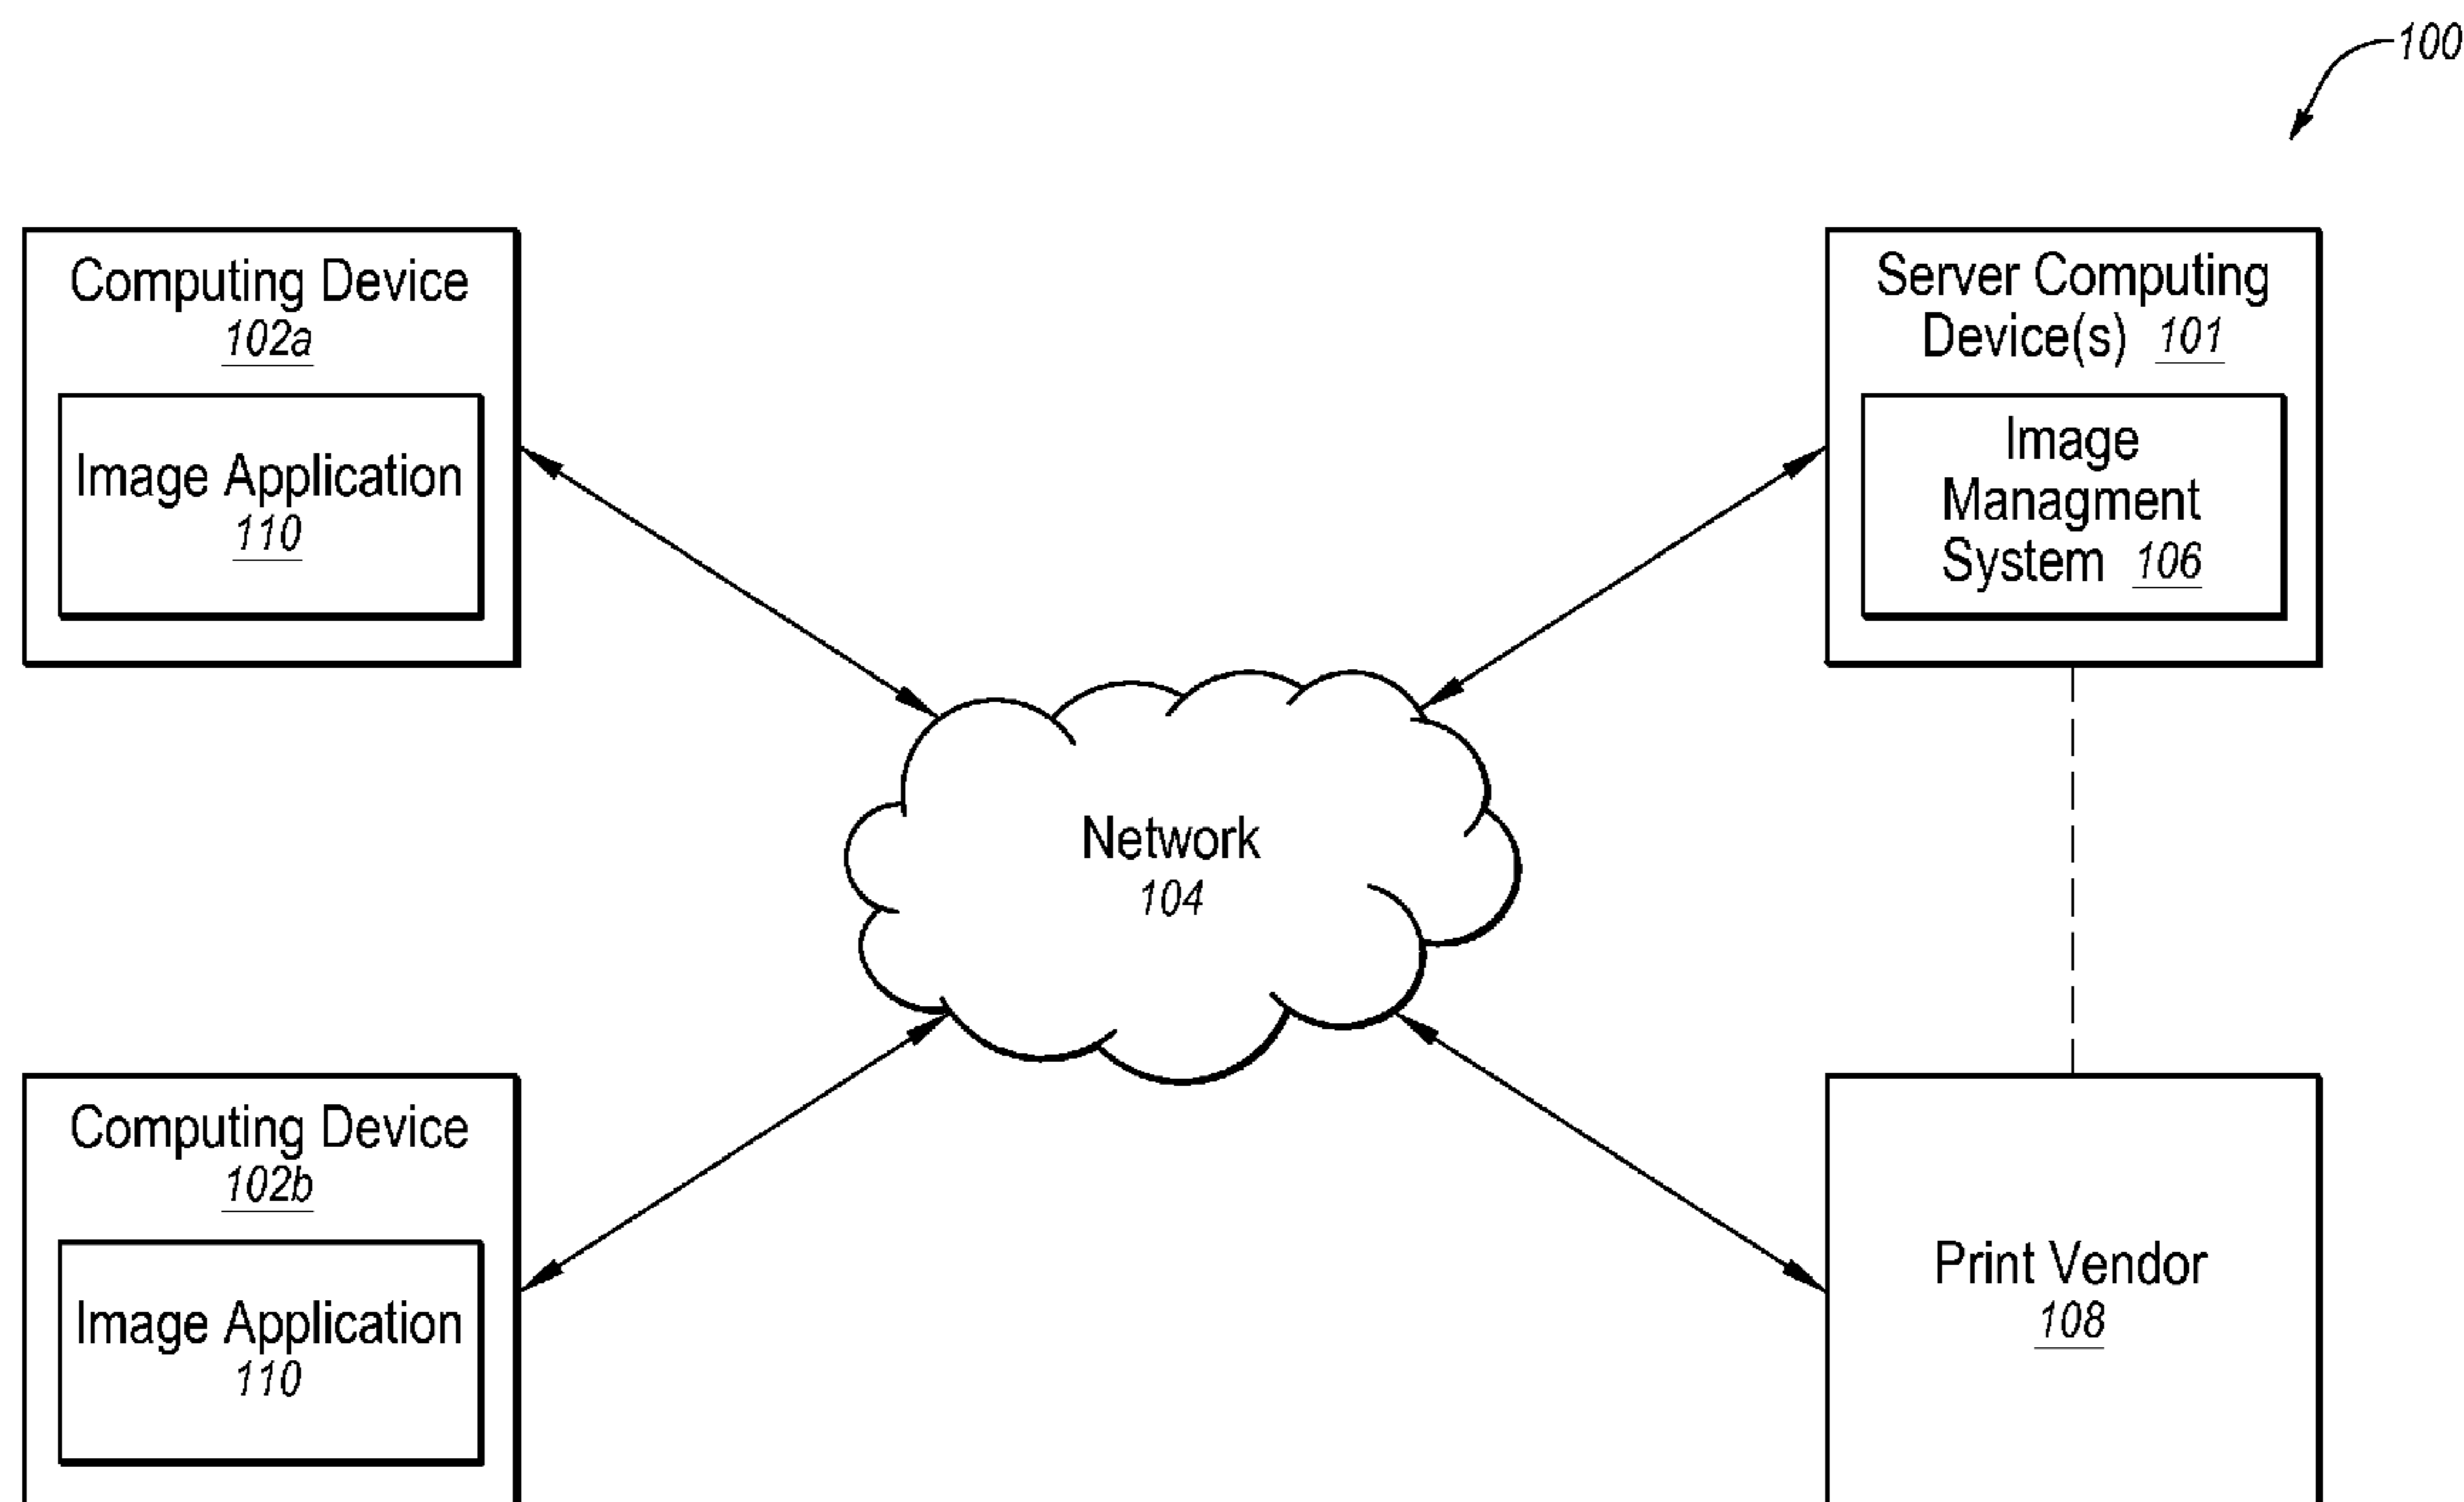 100
Computing Device
102a
Image Application
110
Server Computing
Device(s) 101
Image
Managment
System 106
Network
104
Computing Device
102b
Image Application
110
Print Vendor
108